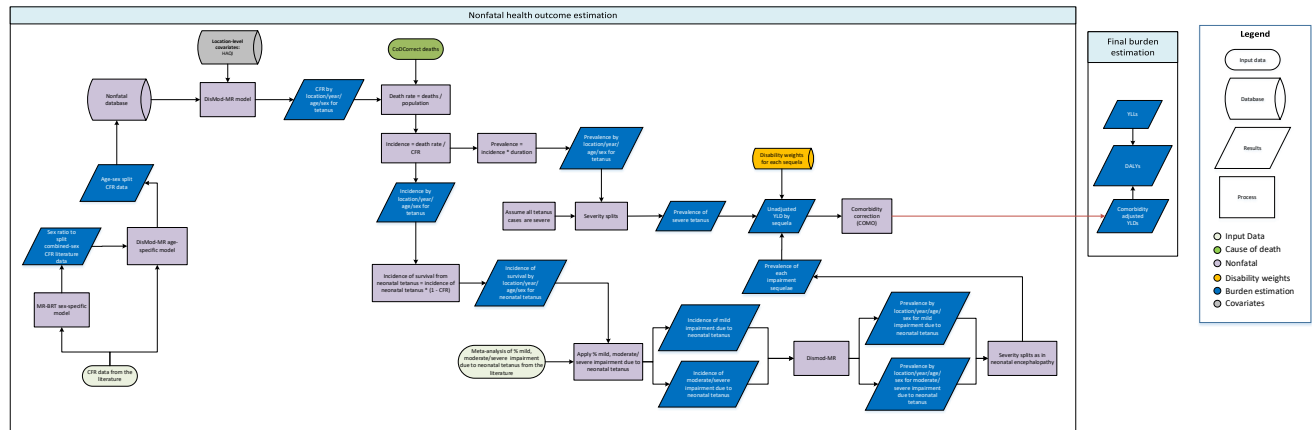 Nonfatal health outcome estimation
Location-level
covariates:
HAQI
CoDCorrect deaths
Nonfatal
database
DisMod-MR model
CFR by
location/year/
age/sex for
tetanus
Death rate = deaths /
population
Incidence = death rate /
CFR
Prevalence =
incidence * duration
Prevalence by
location/year/
age/sex for
tetanus
Age-sex split
CFR data
Incidence by
location/year/
age/sex for
tetanus
Assume all tetanus
cases are severe
Severity splits
Prevalence
of severe tetanus
Disability weights
for each sequela
Unadjusted
YLD by
sequela
Comorbidity
correction
(COMO)
Sex ratio to
split
combined-sex
CFR literature
data
DisMod-MR age-
specific model
MR-BRT sex-specific
model
CFR data from the
literature
Incidence of survival from
neonatal tetanus = incidence of
neonatal tetanus * (1 - CFR)
Incidence of
survival by
location/year/
age/sex for
neonatal tetanus
Prevalence of
each
impairment
sequelae
Meta-analysis of % mild,
moderate/severe impairment
due to neonatal tetanus from the
literature
Apply % mild, moderate/
severe impairment due to
neonatal tetanus
Incidence of mild
impairment due to
neonatal tetanus
Incidence of
moderate/severe
impairment due to
neonatal tetanus
Dismod-MR
Prevalence by
location/year/age/
sex for mild
impairment due to
neonatal tetanus
Prevalence by
location/year/age/
sex for moderate/
severe impairment
due to neonatal
tetanus
Severity splits as in
neonatal encephalopathy
Final burden
estimation
YLLs
DALYs
Comorbidity
adjusted
YLDs
Legend
Input data
Database
Results
Process
Input Data
Cause of death
Nonfatal
Disability weights
Burden estimation
Covariates